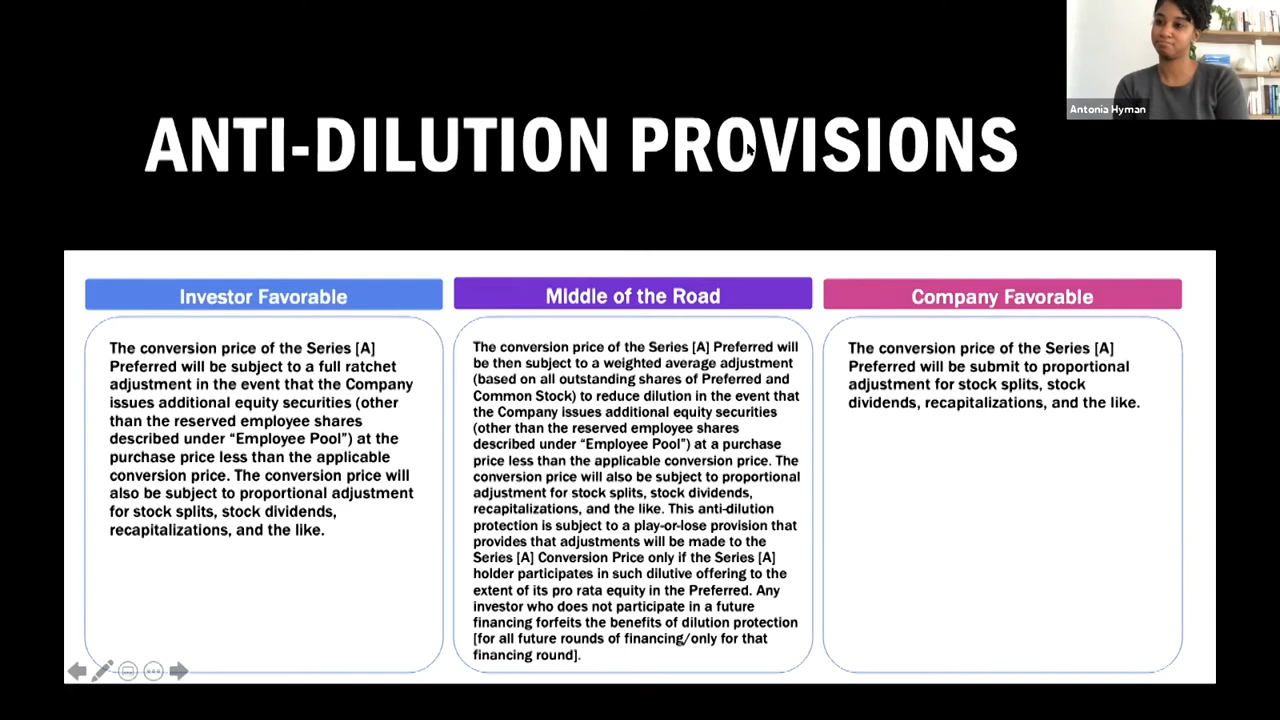 Antonia Hyman
ANTI-DILUTION PROVISIONS
Investor Favorable
The conversion price of the Series [A]
Preferred will be subject to a full ratchet
adjustment in the event that the Company
issues additional equity securities (other
than the reserved employee shares
described under “Employee Pool”) at the
purchase price less than the applicable
conversion price. The conversion price will
also be subject to proportional adjustment
for stock splits, stock dividends,
recapitalizations, and the like.
MIddle of the Road
The conversion price of the Series [A] Preferred will
be then subject to a weighted average adjustment
(based on all outstanding shares of Preferred and
Common Stock) to reduce dilution in the event that
the Company issues additional equity securities
(other than the reserved employee shares
described under “Employee Pool”) at a purchase
price less than the applicable conversion price. The
conversion price will also be subject to proportional
adjustment for stock splits, stock dividends,
recapitalizations, and the like. This anti-dilution
protection is subject to a play-or-lose provision that
provides that adjustments will be made to the
Series [A] Conversion Price only if the Series [A]
holder participates in such dilutive offering to the
extent of its pro rata equity in the Preferred. Any
investor who does not participate in a future
financing forfeits the benefits of dilution protection
[for all future rounds of financing/only for that
financing round].
Company Favorable
The conversion price of the Series [A]
Preferred will be submit to proportional
adjustment for stock splits, stock
dividends, recapitalizations, and the like.